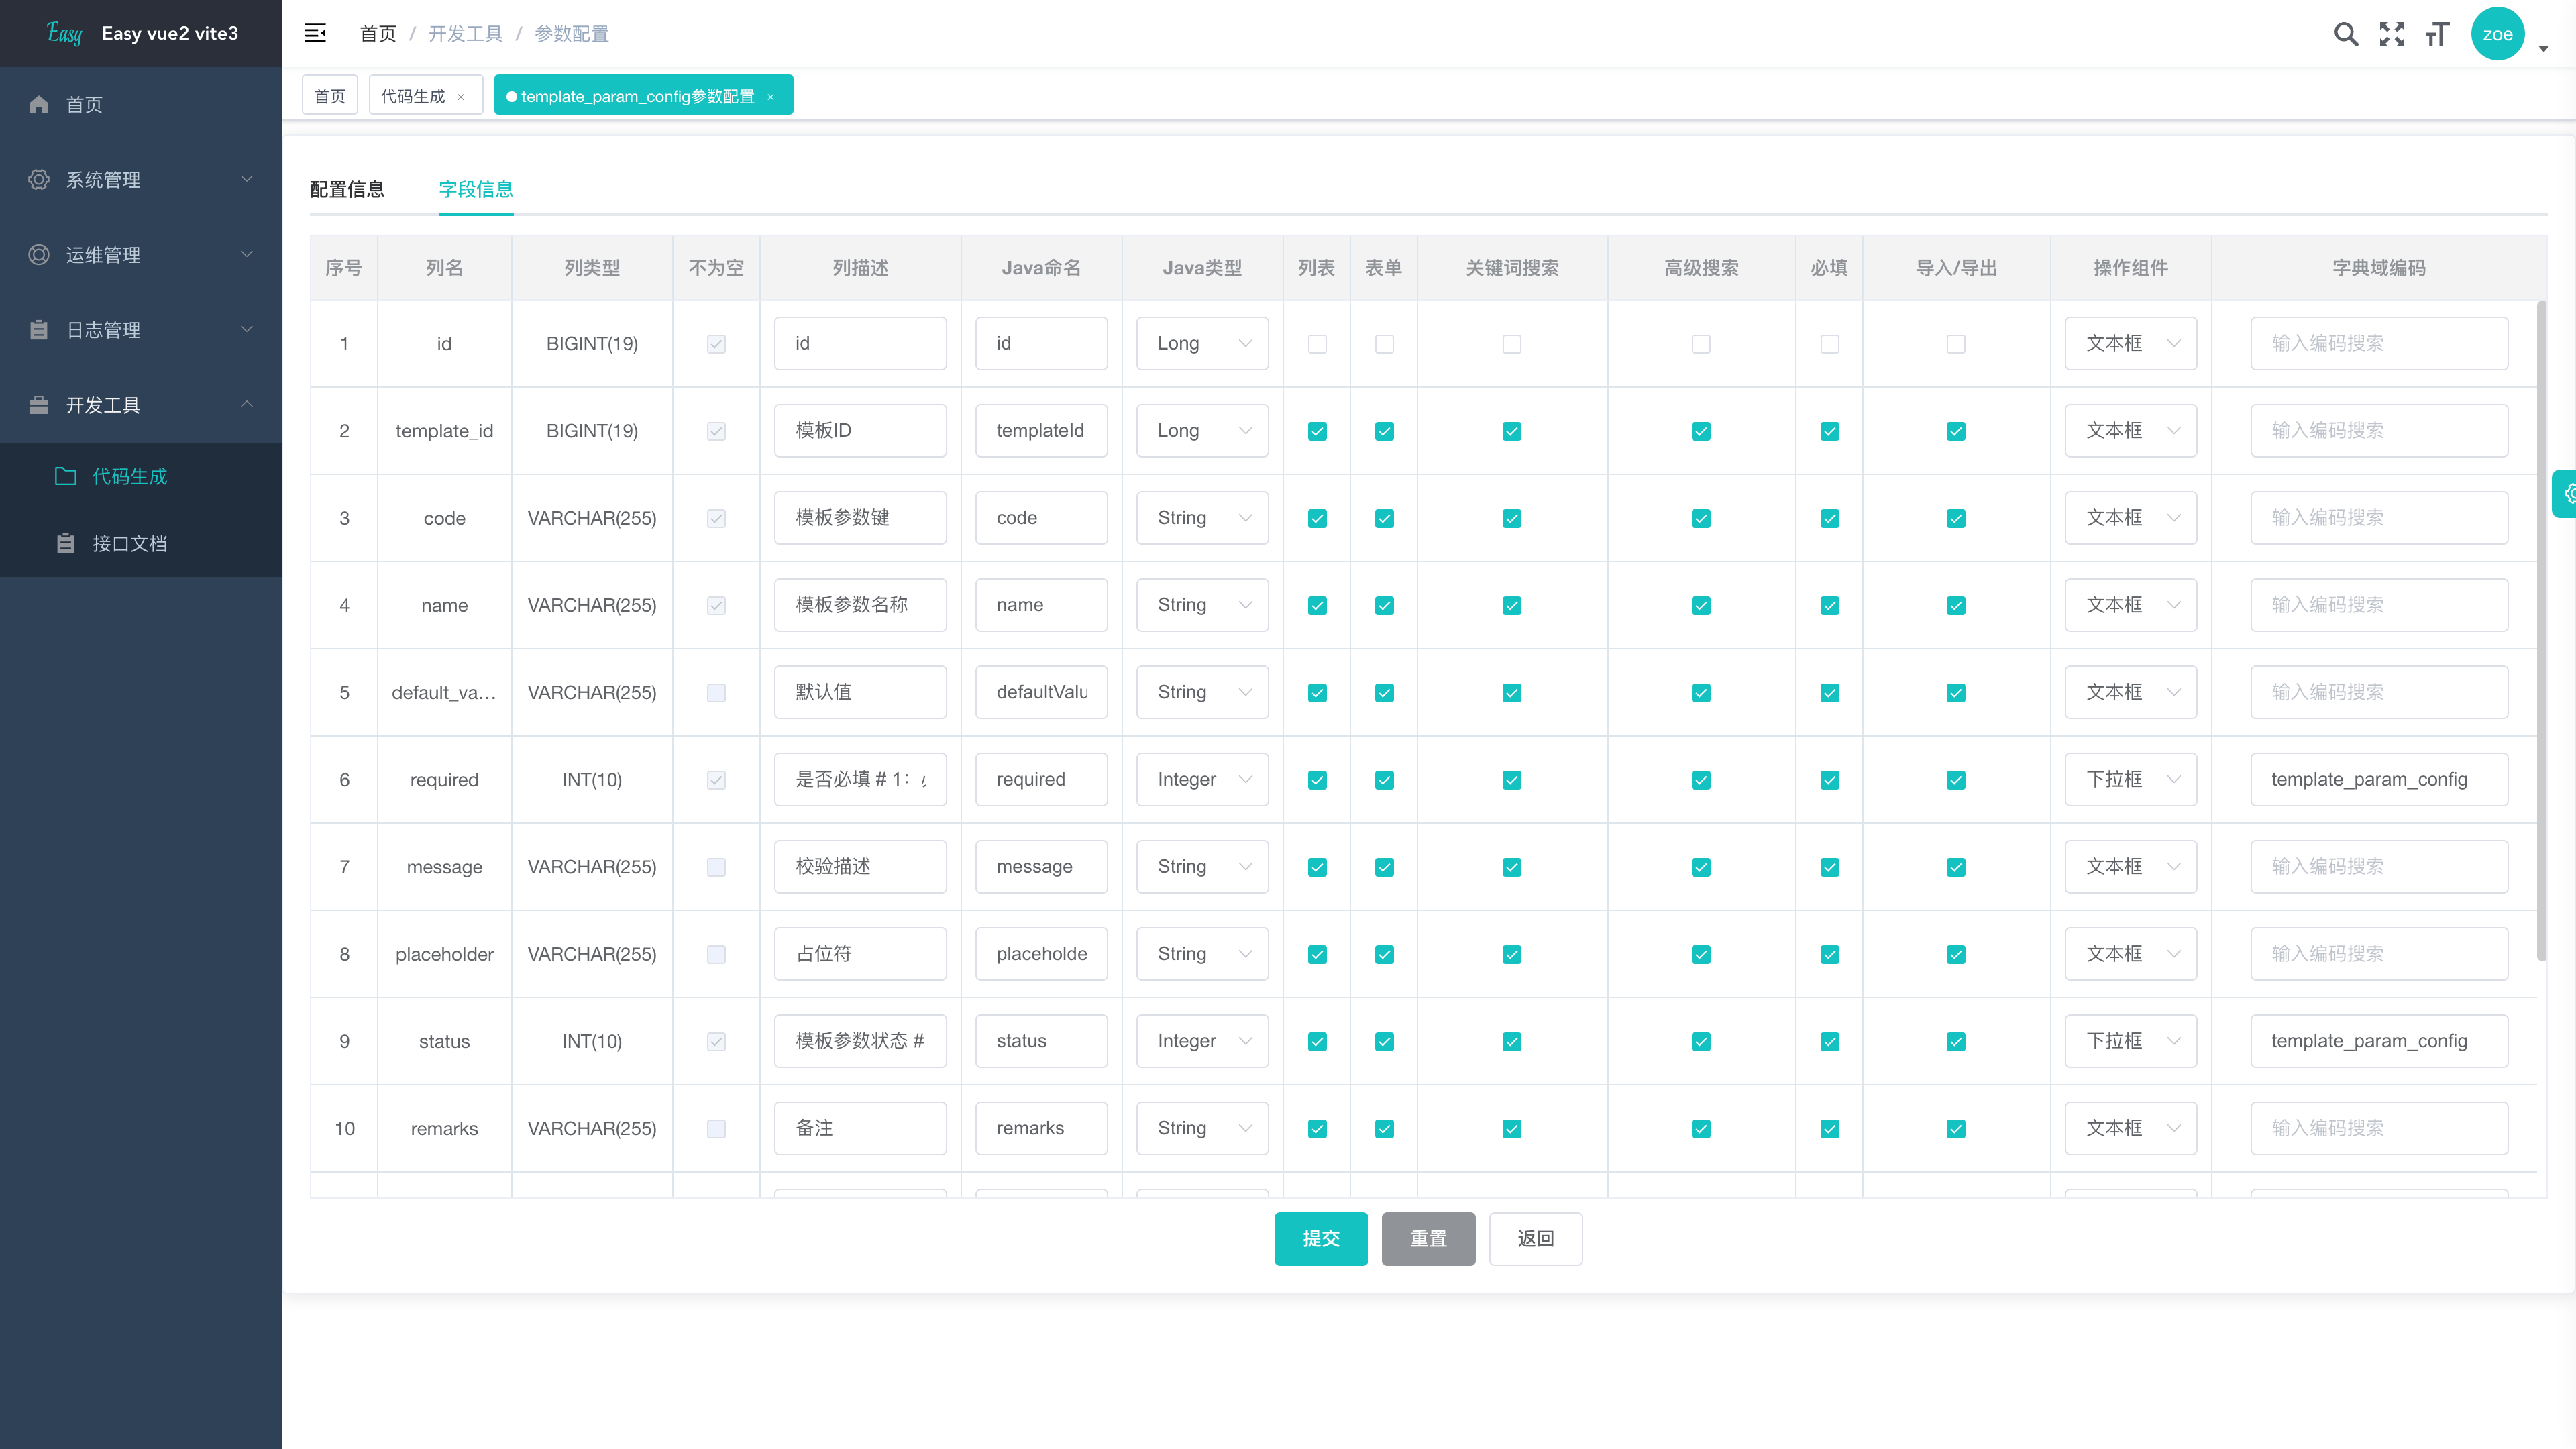 Easy Easy vue2 vite3
首页 / 开发工具 / 参数配置
zoe
首页
代码生成 ×
template_param_config参数配置 ×
首页
系统管理
运维管理
日志管理
开发工具
代码生成
接口文档
配置信息 字段信息
序号 列名 列类型 不为空 列描述 Java命名 Java类型 列表 表单 关键词搜索 高级搜索 必填 导入/导出 操作组件 字典域编码
1 id BIGINT(19) id id Long 文本框 输入编码搜索
2 template_id BIGINT(19) 模板ID templateId Long 文本框 输入编码搜索
3 code VARCHAR(255) 模板参数键 code String 文本框 输入编码搜索
4 name VARCHAR(255) 模板参数名称 name String 文本框 输入编码搜索
5 default_va... VARCHAR(255) 默认值 defaultValu String 文本框 输入编码搜索
6 required INT(10) 是否必填 # 1: required Integer 下拉框 template_param_config
7 message VARCHAR(255) 校验描述 message String 文本框 输入编码搜索
8 placeholder VARCHAR(255) 占位符 placeholde String 文本框 输入编码搜索
9 status INT(10) 模板参数状态 # status Integer 下拉框 template_param_config
10 remarks VARCHAR(255) 备注 remarks String 文本框 输入编码搜索
提交 重置 返回